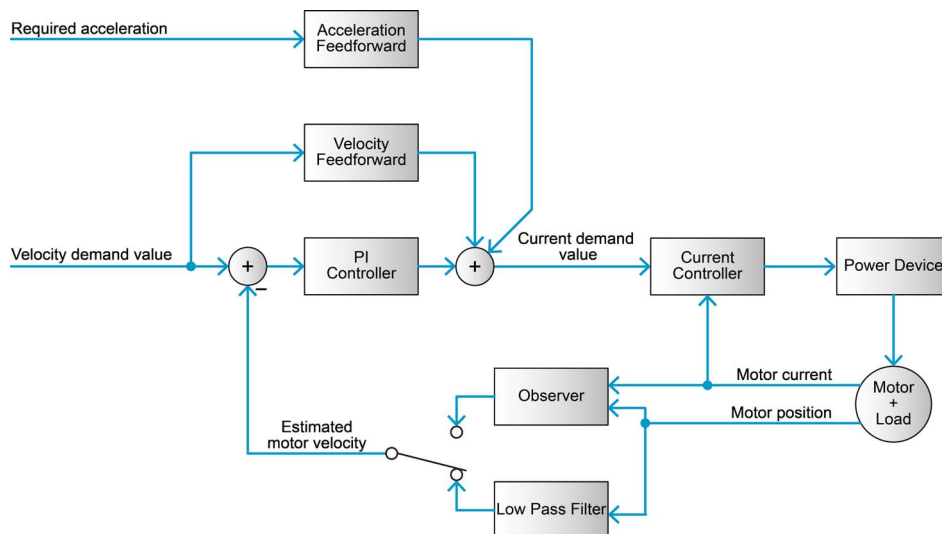 Required acceleration
Acceleration
Feedforward
Velocity
Feedforward
Velocity demand value
+
−
PI
Controller
+
Current demand
value
Current
Controller
Power Device
Motor current
Motor position
Motor
+
Load
Observer
Estimated
motor velocity
Low Pass Filter